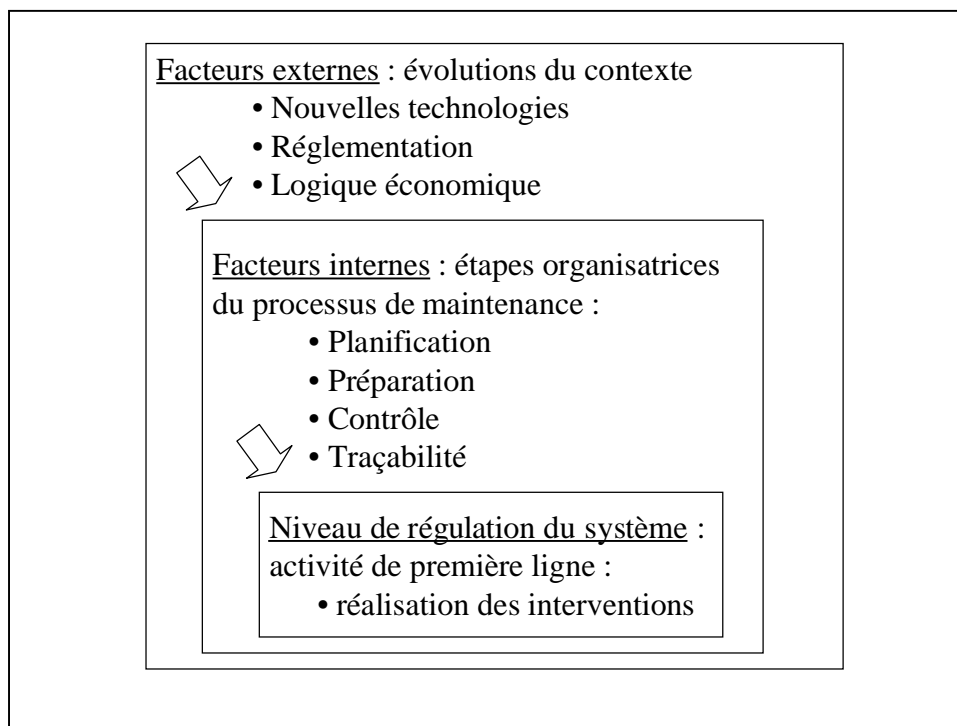 Facteurs externes : évolutions du contexte
• Nouvelles technologies
• Réglementation
• Logique économique
Facteurs internes : étapes organisatrices
du processus de maintenance :
• Planification
• Préparation
• Contrôle
• Traçabilité
Niveau de régulation du système :
activité de première ligne :
• réalisation des interventions